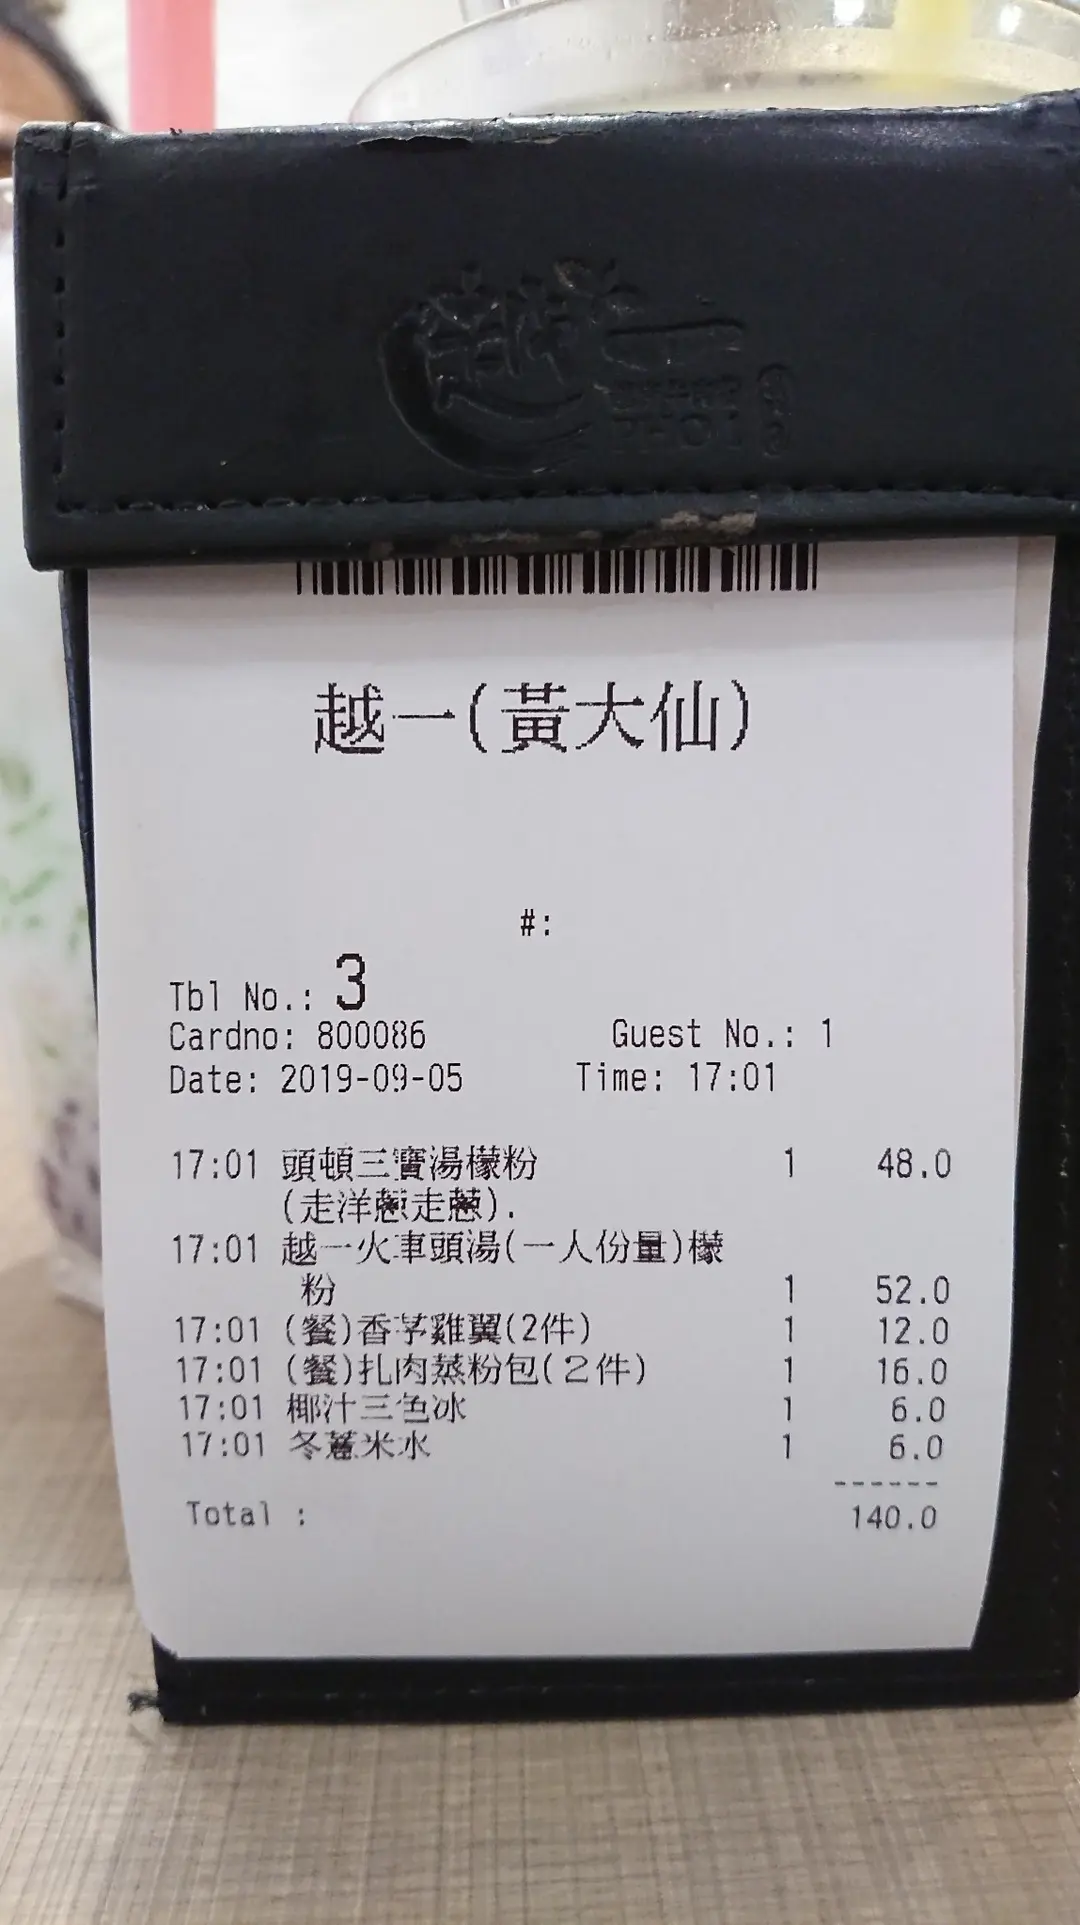 越一
PHO 1
越一(黃大仙)
#:
Tbl No.: 3
Cardno: 800086 Guest No.: 1
Date: 2019-09-05 Time: 17:01
17:01 頭頓三寶湯檬粉 1 48.0
(走洋蔥走蔥).
17:01 越一火車頭湯(一人份量)檬
粉 1 52.0
17:01 (餐)香茅雞翼(2件) 1 12.0
17:01 (餐)扎肉蒸粉包(2件) 1 16.0
17:01 椰汁三色冰 1 6.0
17:01 冬薏米水 1 6.0
------
Total : 140.0